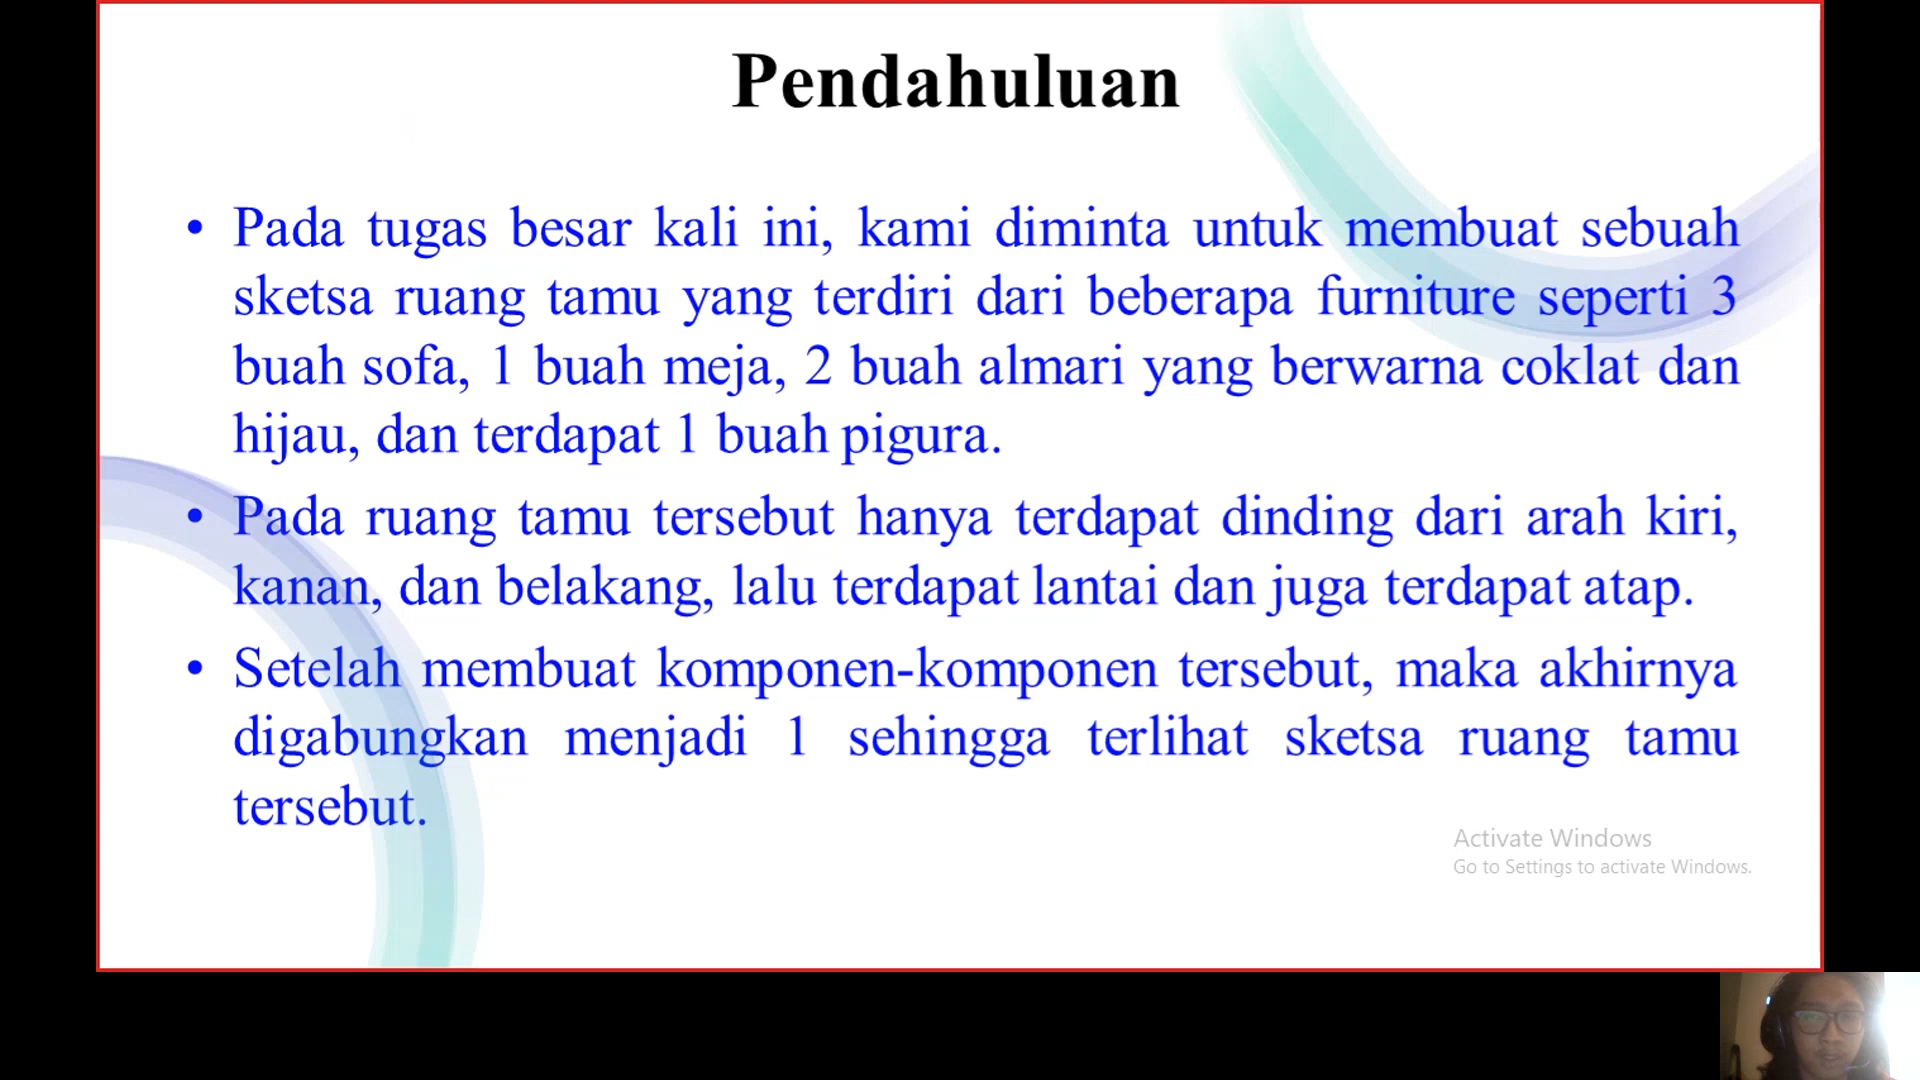 Pendahuluan
• Pada tugas besar kali ini, kami diminta untuk membuat sebuah
sketsa ruang tamu yang terdiri dari beberapa furniture seperti 3
buah sofa, 1 buah meja, 2 buah almari yang berwarna coklat dan
hijau, dan terdapat 1 buah pigura.
• Pada ruang tamu tersebut hanya terdapat dinding dari arah kiri,
kanan, dan belakang, lalu terdapat lantai dan juga terdapat atap.
• Setelah membuat komponen-komponen tersebut, maka akhirnya
digabungkan menjadi 1 sehingga terlihat sketsa ruang tamu
tersebut.
Activate Windows
Go to Settings to activate Windows.